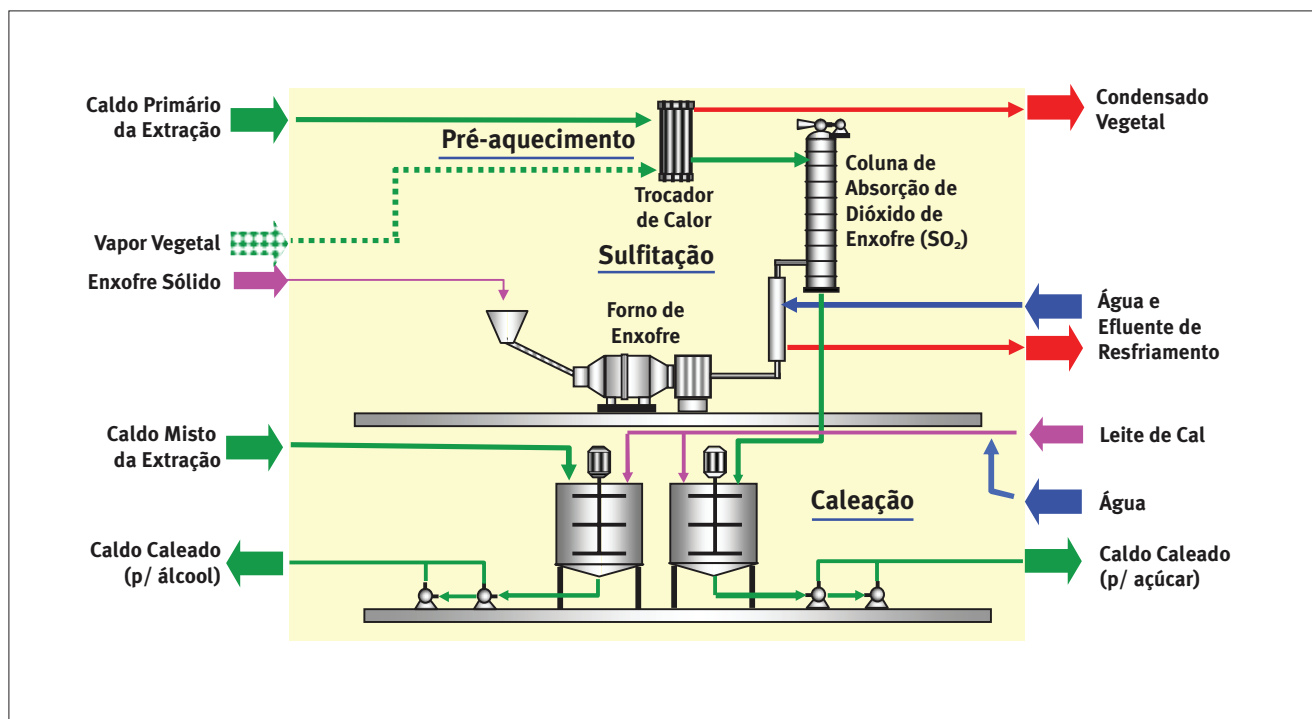 Caldo Primário
da Extração
Pré-aquecimento
Trocador
de Calor
Condensado
Vegetal
Coluna de
Absorção de
Dióxido de
Enxofre (SO₂)
Vapor Vegetal
Enxofre Sólido
Sulfitação
Forno de
Enxofre
Água e
Efluente de
Resfriamento
Caldo Misto
da Extração
Leite de Cal
Caleação
Água
Caldo Caleado
(p/ álcool)
Caldo Caleado
(p/ açúcar)